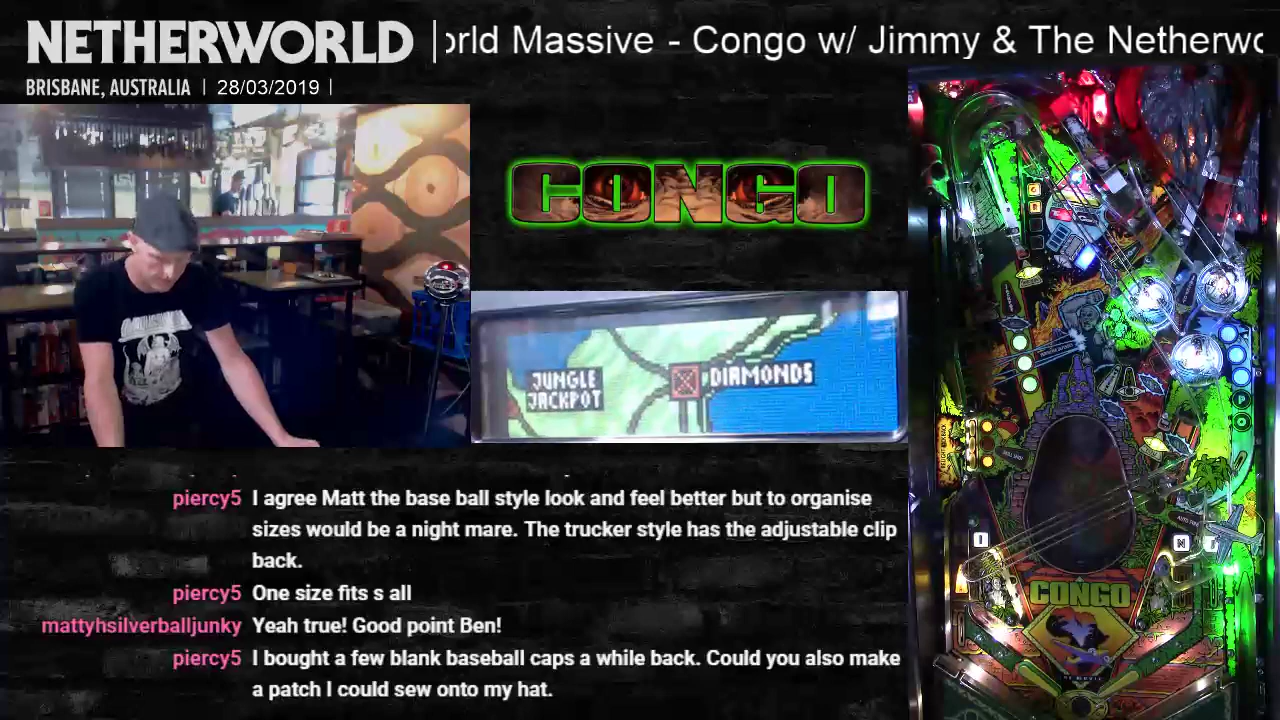 NETHERWORLD
orld Massive - Congo w/ Jimmy & The Netherwo
BRISBANE, AUSTRALIA | 28/03/2019 |
CONGO
JUNGLE
JACKPOT
DIAMONDS
piercy5 I agree Matt the base ball style look and feel better but to organise
sizes would be a night mare. The trucker style has the adjustable clip
back.
piercy5 One size fits s all
mattyhsilverballjunky Yeah true! Good point Ben!
piercy5 I bought a few blank baseball caps a while back. Could you also make
a patch I could sew onto my hat.
I
N
CONGO